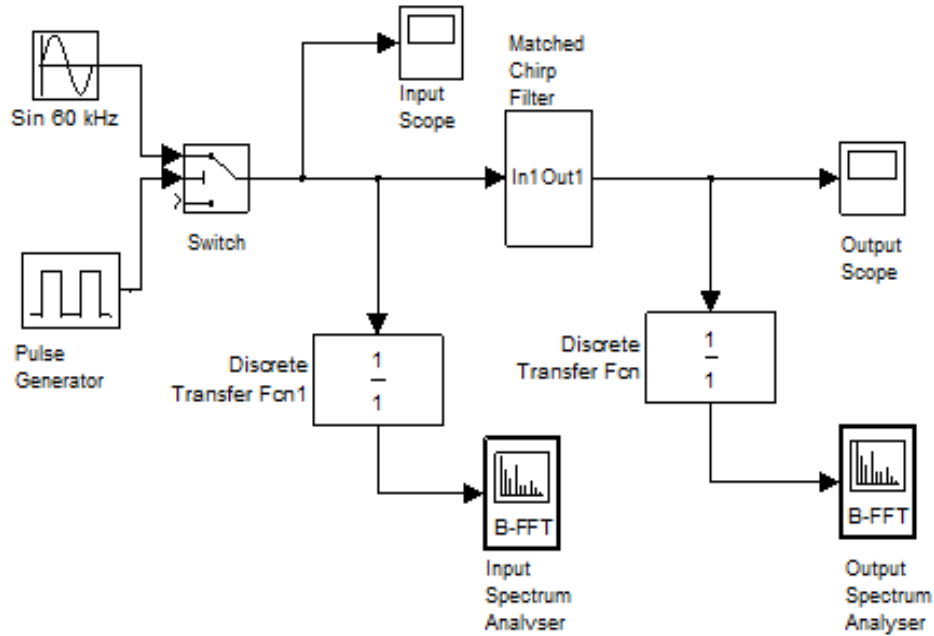 Sin 60 kHz
Input
Scope
Matched
Chirp
Filter
In1 Out1
Switch
Output
Scope
Pulse
Generator
Discrete
Transfer Fcn1
1
1
Discrete
Transfer Fcn
1
1
B-FFT
Input
Spectrum
Analyser
B-FFT
Output
Spectrum
Analyser